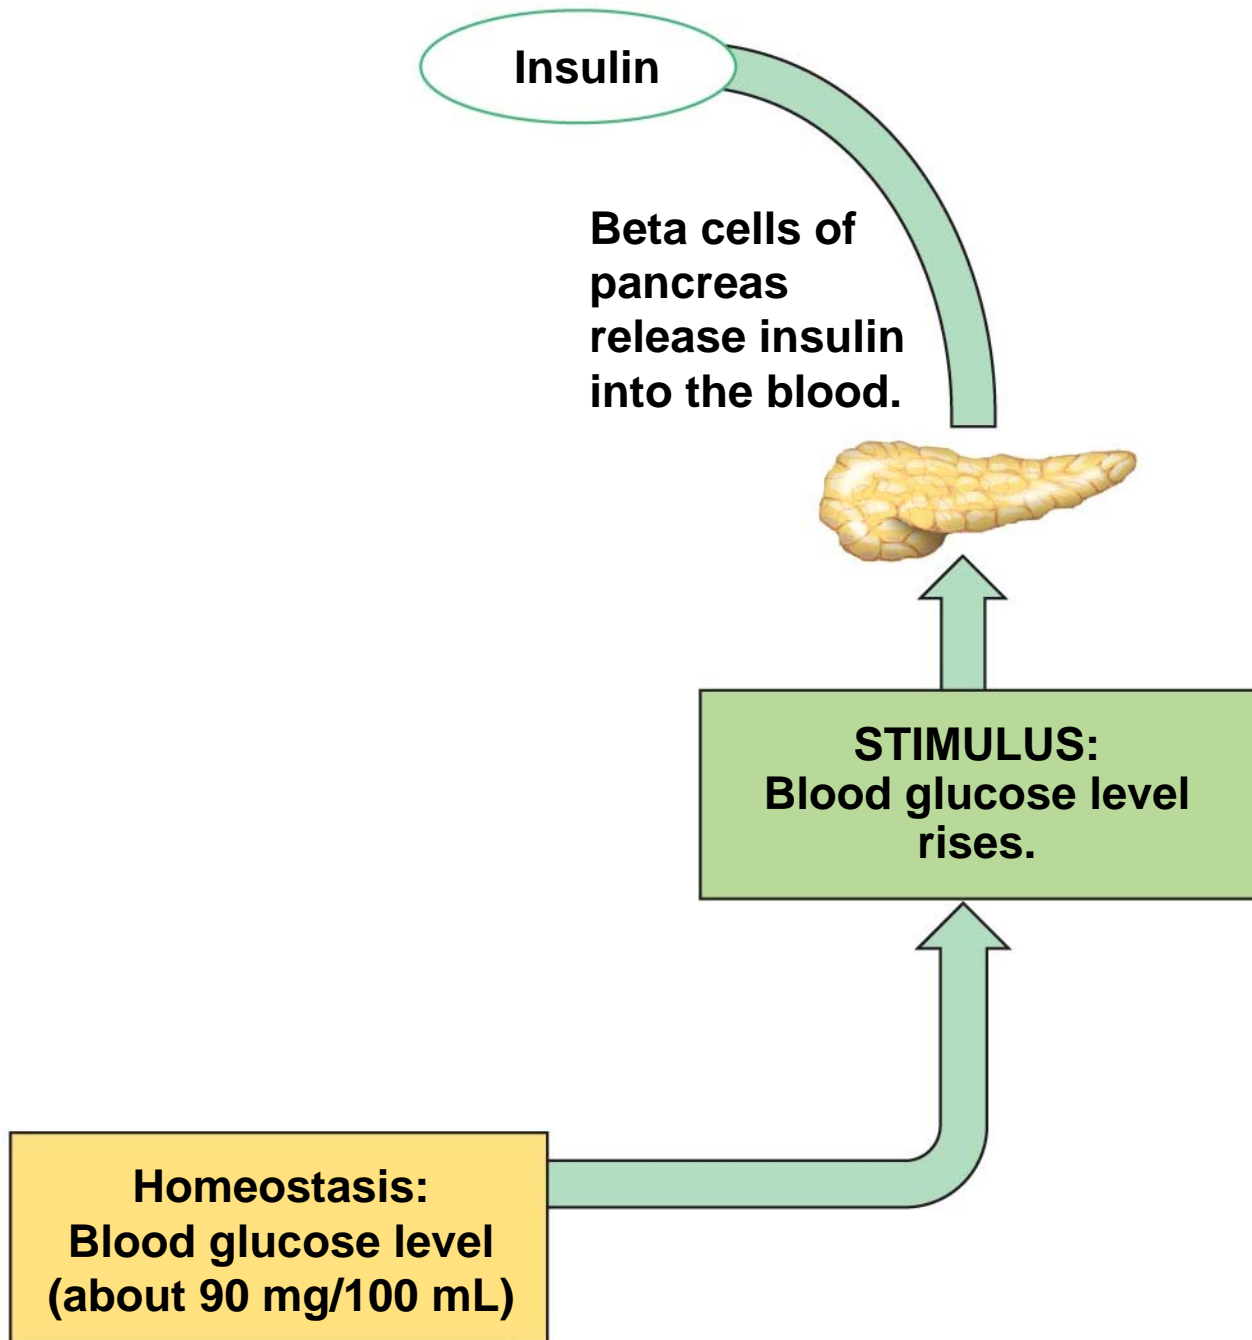 Insulin
Beta cells of
pancreas
release insulin
into the blood.
STIMULUS:
Blood glucose level
rises.
Homeostasis:
Blood glucose level
(about 90 mg/100 mL)